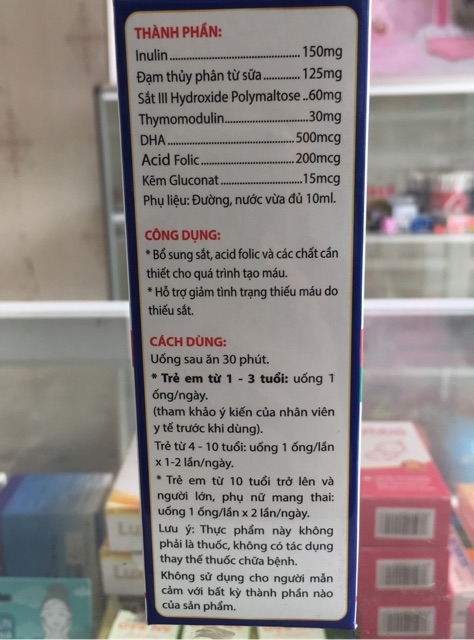 THÀNH PHẦN:
Inulin........................................150mg
Đạm thủy phân từ sữa............125mg
Sắt III Hydroxide Polymaltose ..60mg
Thymomodulin.........................30mg
DHA ........................................500mcg
Acid Folic................................200mcg
Kẽm Gluconat.........................15mcg
Phụ liệu: Đường, nước vừa đủ 10ml.
CÔNG DỤNG:
* Bổ sung sắt, acid folic và các chất cần
thiết cho quá trình tạo máu.
* Hỗ trợ giảm tình trạng thiếu máu do
thiếu sắt.
CÁCH DÙNG:
Uống sau ăn 30 phút.
* Trẻ em từ 1 - 3 tuổi: uống 1
ống/ngày.
(tham khảo ý kiến của nhân viên
y tế trước khi dùng).
Trẻ từ 4 - 10 tuổi: uống 1 ống/lần
x 1-2 lần/ngày.
* Trẻ em từ 10 tuổi trở lên và
người lớn, phụ nữ mang thai:
uống 1 ống/lần x 2 lần/ngày.
Lưu ý: Thực phẩm này không
phải là thuốc, không có tác dụng
thay thế thuốc chữa bệnh.
Không sử dụng cho người mẫn
cảm với bất kỳ thành phần nào
của sản phẩm.